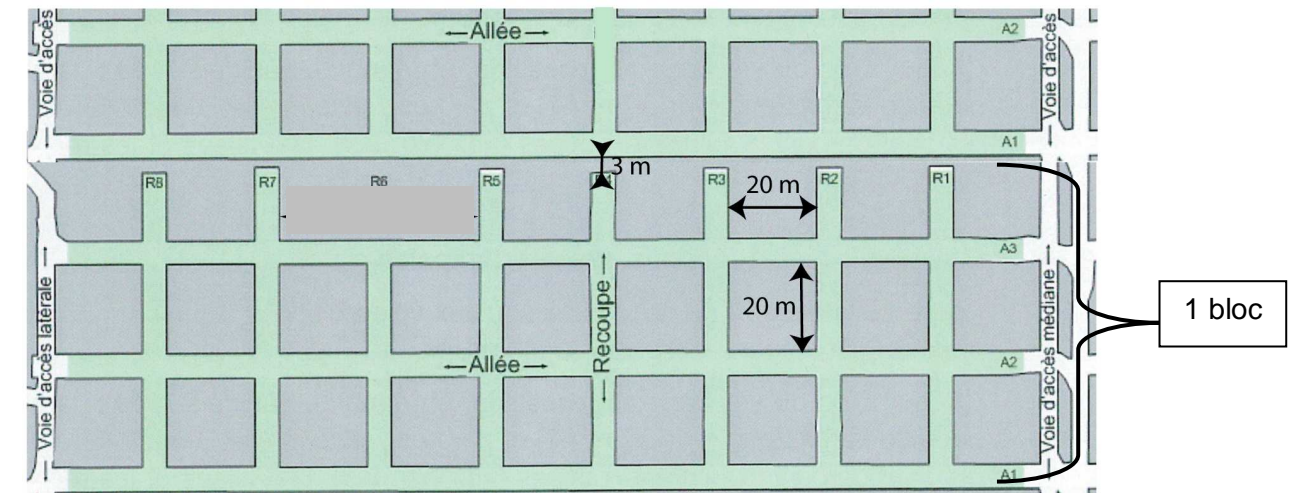 Voie d'accès
← Allée →
A2
Voie d'accès
A1
3 m
R8
R7
R6
R5
R3
20 m
R2
R1
A3
Voie d'accès latérale
20 m
Recoupe
← Allée →
A2
Voie d'accès médiane
A1
1 bloc